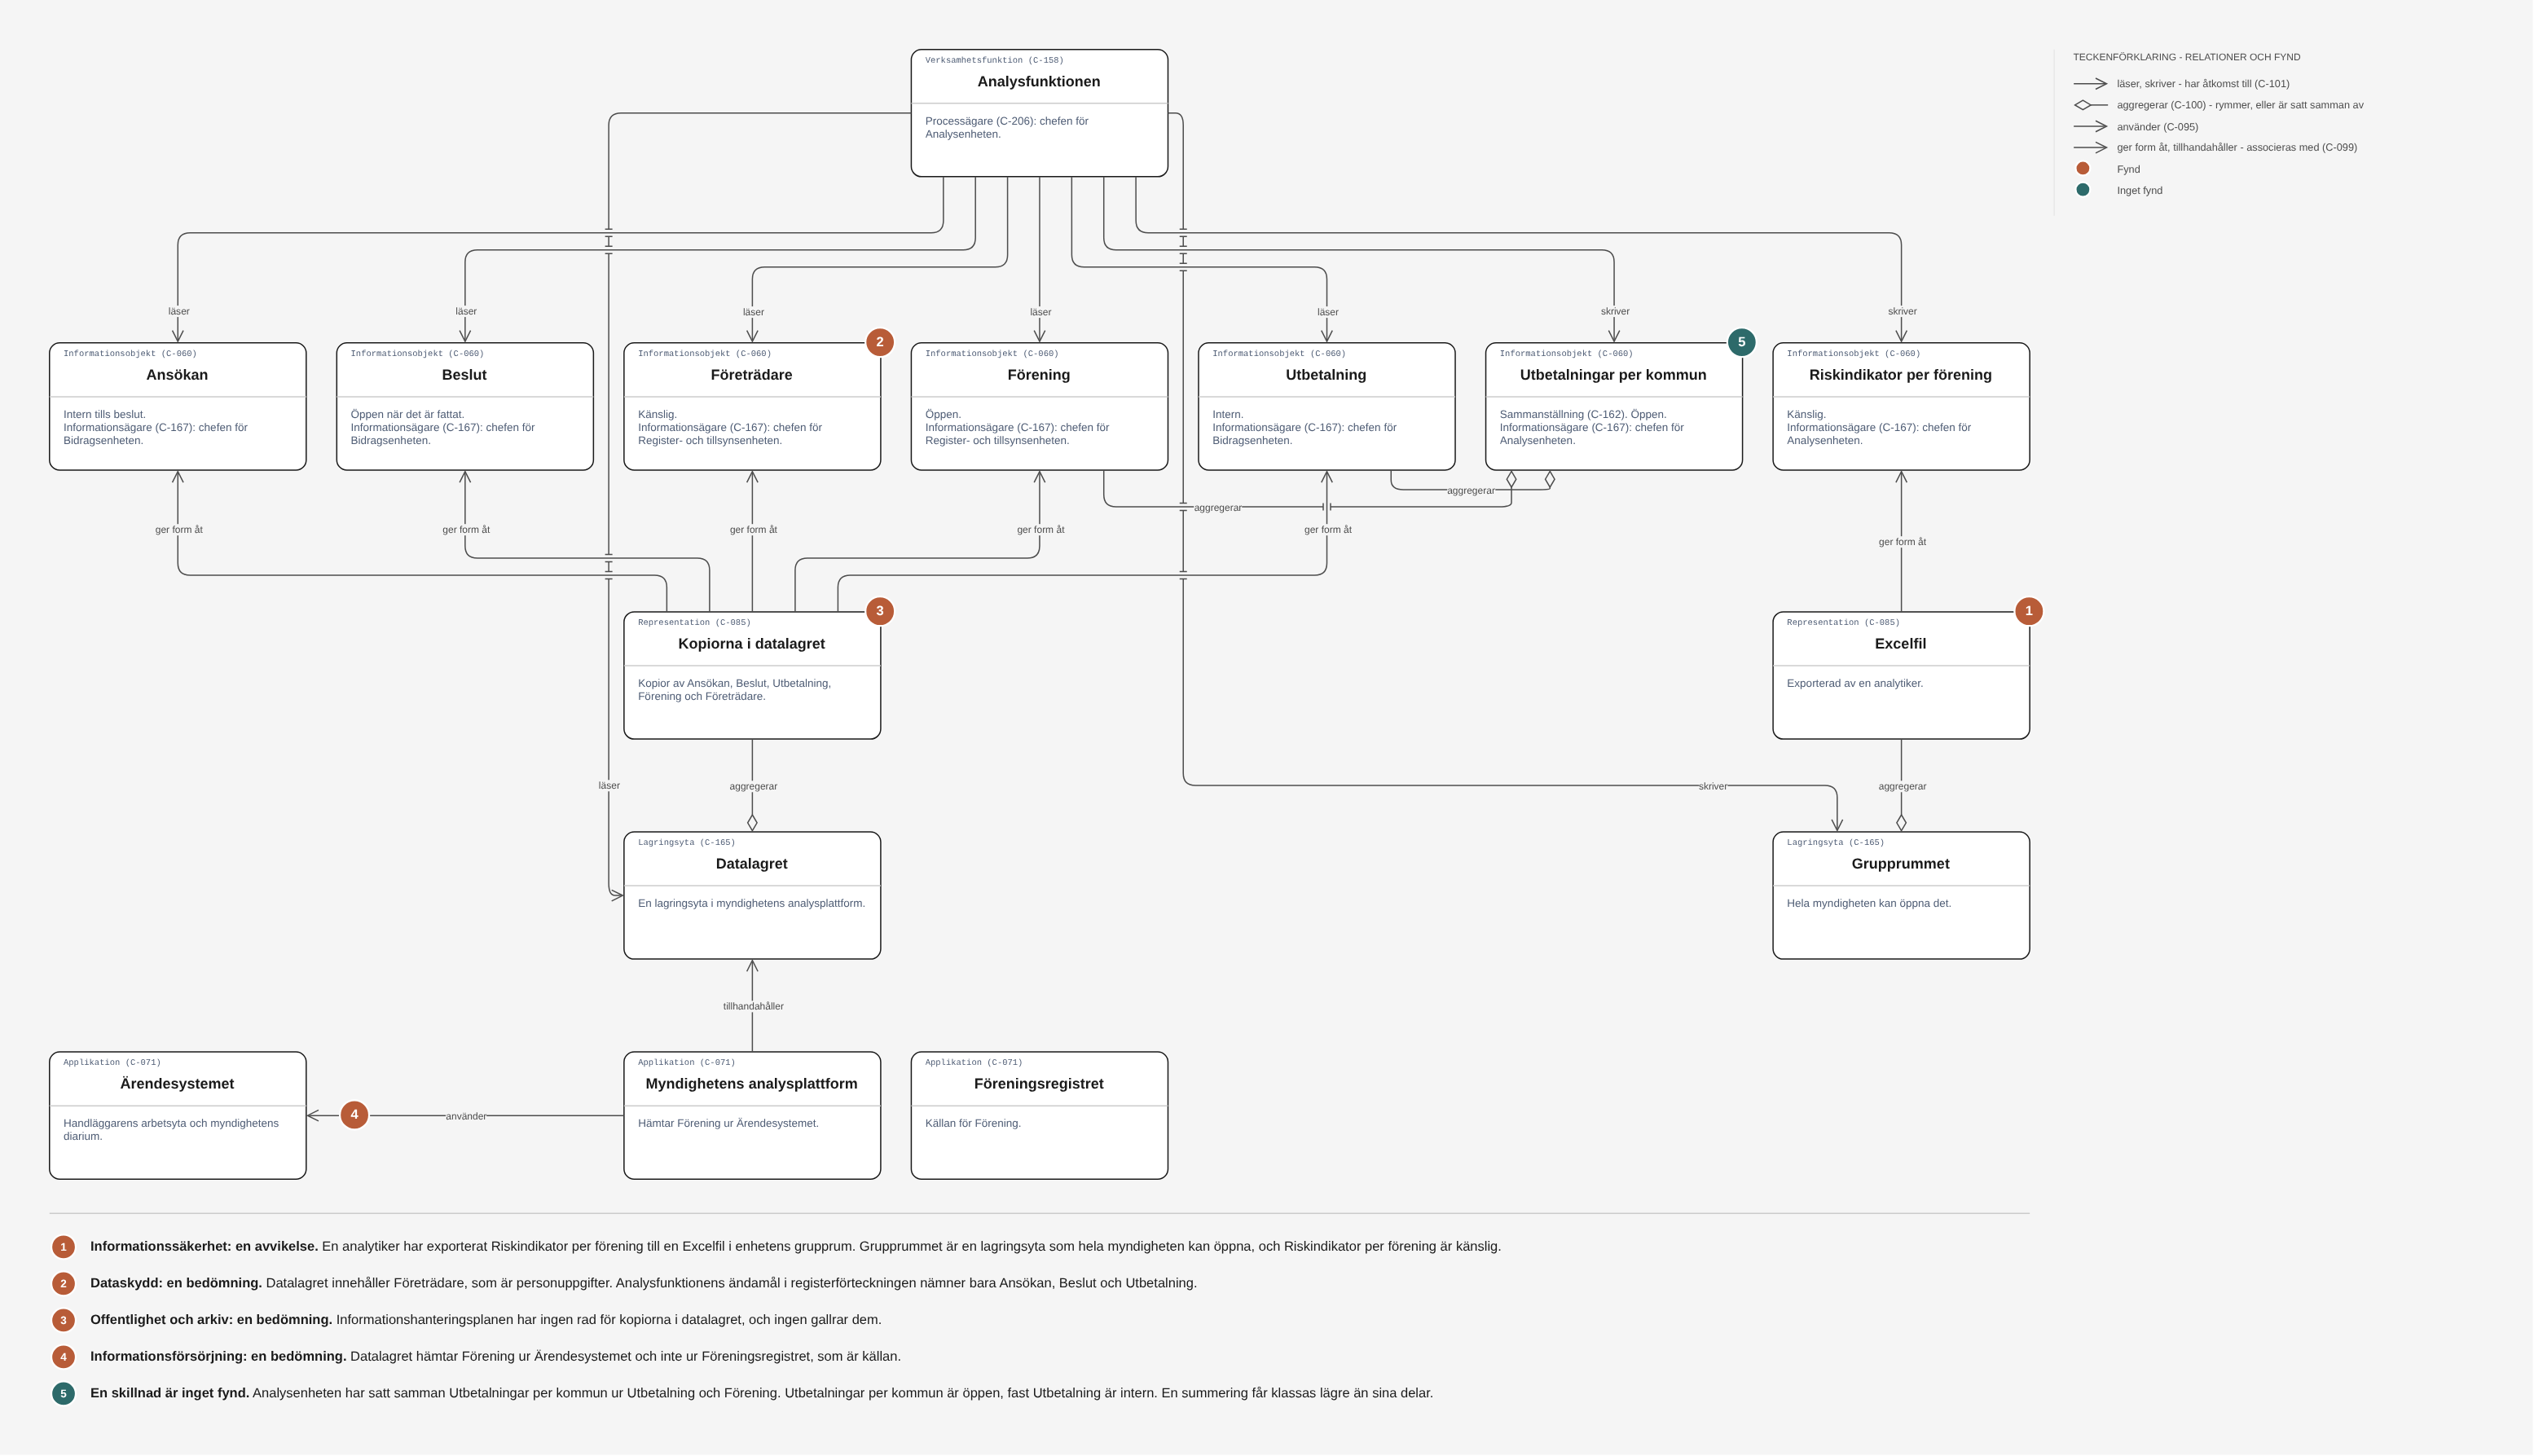 Verksamhetsfunktion (C-158)
Analysfunktionen
Processägare (C-206): chefen för
Analysenheten.
TECKENFÖRKLARING - RELATIONER OCH FYND
läser, skriver - har åtkomst till (C-101)
aggregerar (C-100) - rymmer, eller är satt samman av
använder (C-095)
ger form åt, tillhandahåller - associeras med (C-099)
Fynd
Inget fynd
läser
läser
läser
läser
läser
skriver
skriver
Informationsobjekt (C-060)
Ansökan
Intern tills beslut.
Informationsägare (C-167): chefen för
Bidragsenheten.
Informationsobjekt (C-060)
Beslut
Öppen när det är fattat.
Informationsägare (C-167): chefen för
Bidragsenheten.
2
Informationsobjekt (C-060)
Företrädare
Känslig.
Informationsägare (C-167): chefen för
Register- och tillsynsenheten.
Informationsobjekt (C-060)
Förening
Öppen.
Informationsägare (C-167): chefen för
Register- och tillsynsenheten.
Informationsobjekt (C-060)
Utbetalning
Intern.
Informationsägare (C-167): chefen för
Bidragsenheten.
5
Informationsobjekt (C-060)
Utbetalningar per kommun
Sammanställning (C-162). Öppen.
Informationsägare (C-167): chefen för
Analysenheten.
Informationsobjekt (C-060)
Riskindikator per förening
Känslig.
Informationsägare (C-167): chefen för
Analysenheten.
aggregerar
aggregerar
ger form åt
ger form åt
ger form åt
ger form åt
ger form åt
ger form åt
3
Representation (C-085)
Kopiorna i datalagret
Kopior av Ansökan, Beslut, Utbetalning,
Förening och Företrädare.
1
Representation (C-085)
Excelfil
Exporterad av en analytiker.
läser
aggregerar
skriver
aggregerar
Lagringsyta (C-165)
Datalagret
En lagringsyta i myndighetens analysplattform.
Lagringsyta (C-165)
Grupprummet
Hela myndigheten kan öppna det.
tillhandahåller
Applikation (C-071)
Ärendesystemet
Handläggarens arbetsyta och myndighetens
diarium.
4
använder
Applikation (C-071)
Myndighetens analysplattform
Hämtar Förening ur Ärendesystemet.
Applikation (C-071)
Föreningsregistret
Källan för Förening.
1 Informationssäkerhet: en avvikelse. En analytiker har exporterat Riskindikator per förening till en Excelfil i enhetens grupprum. Grupprummet är en lagringsyta som hela myndigheten kan öppna, och Riskindikator per förening är känslig.
2 Dataskydd: en bedömning. Datalagret innehåller Företrädare, som är personuppgifter. Analysfunktionens ändamål i registerförteckningen nämner bara Ansökan, Beslut och Utbetalning.
3 Offentlighet och arkiv: en bedömning. Informationshanteringsplanen har ingen rad för kopiorna i datalagret, och ingen gallrar dem.
4 Informationsförsörjning: en bedömning. Datalagret hämtar Förening ur Ärendesystemet och inte ur Föreningsregistret, som är källan.
5 En skillnad är inget fynd. Analysenheten har satt samman Utbetalningar per kommun ur Utbetalning och Förening. Utbetalningar per kommun är öppen, fast Utbetalning är intern. En summering får klassas lägre än sina delar.